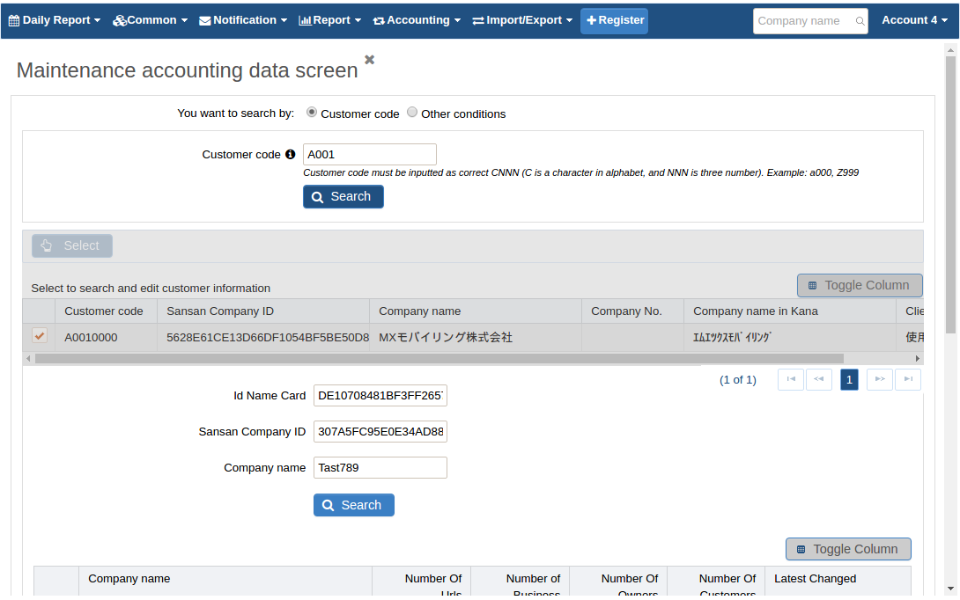 Daily Report Common Notification Report Accounting Import/Export Register Company name Account 4
Maintenance accounting data screen
You want to search by: Customer code Other conditions
Customer code A001
Customer code must be inputted as correct CNNN (C is a character in alphabet, and NNN is three number). Example: a000, Z999
Search
Select
Select to search and edit customer information Toggle Column
Customer code Sansan Company ID Company name Company No. Company name in Kana Clie
A0010000 5628E61CE13D66DF1054BF5BE50D8 MXモバイリング株式会社 ｴﾑｴｯｸｽﾓﾊﾞｲﾘﾝｸﾞ 使用
(1 of 1) 1
Id Name Card DE10708481BF3FF265
Sansan Company ID 307A5FC95E0E34AD88
Company name Tast789
Search
Toggle Column
Company name Number Of Urls Number of Business Number Of Owners Number Of Customers Latest Changed